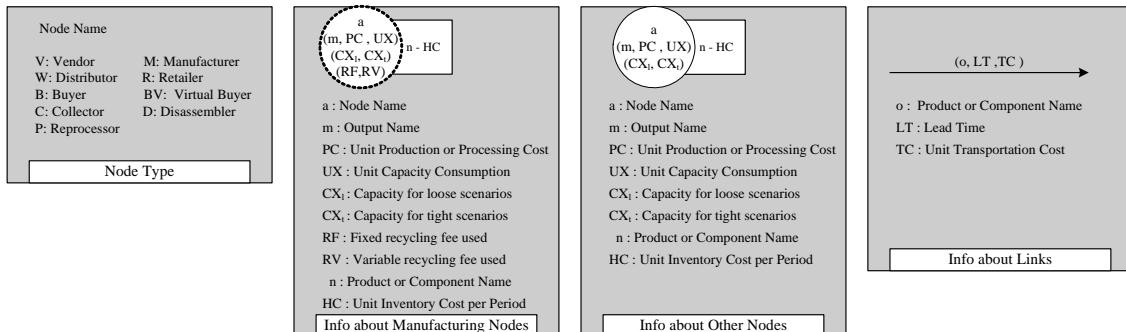 Node Name
V: Vendor M: Manufacturer
W: Distributor R: Retailer
B: Buyer BV: Virtual Buyer
C: Collector D: Disassembler
P: Reprocessor
Node Type
a
(m, PC , UX)
(CXl, CXt)
(RF,RV)
n - HC
a : Node Name
m : Output Name
PC : Unit Production or Processing Cost
UX : Unit Capacity Consumption
CXl : Capacity for loose scenarios
CXt : Capacity for tight scenarios
RF : Fixed recycling fee used
RV : Variable recycling fee used
n : Product or Component Name
HC : Unit Inventory Cost per Period
Info about Manufacturing Nodes
a
(m, PC , UX)
(CXl, CXt)
n - HC
a : Node Name
m : Output Name
PC : Unit Production or Processing Cost
UX : Unit Capacity Consumption
CXl : Capacity for loose scenarios
CXt : Capacity for tight scenarios
n : Product or Component Name
HC : Unit Inventory Cost per Period
Info about Other Nodes
(o, LT ,TC )
o : Product or Component Name
LT : Lead Time
TC : Unit Transportation Cost
Info about Links